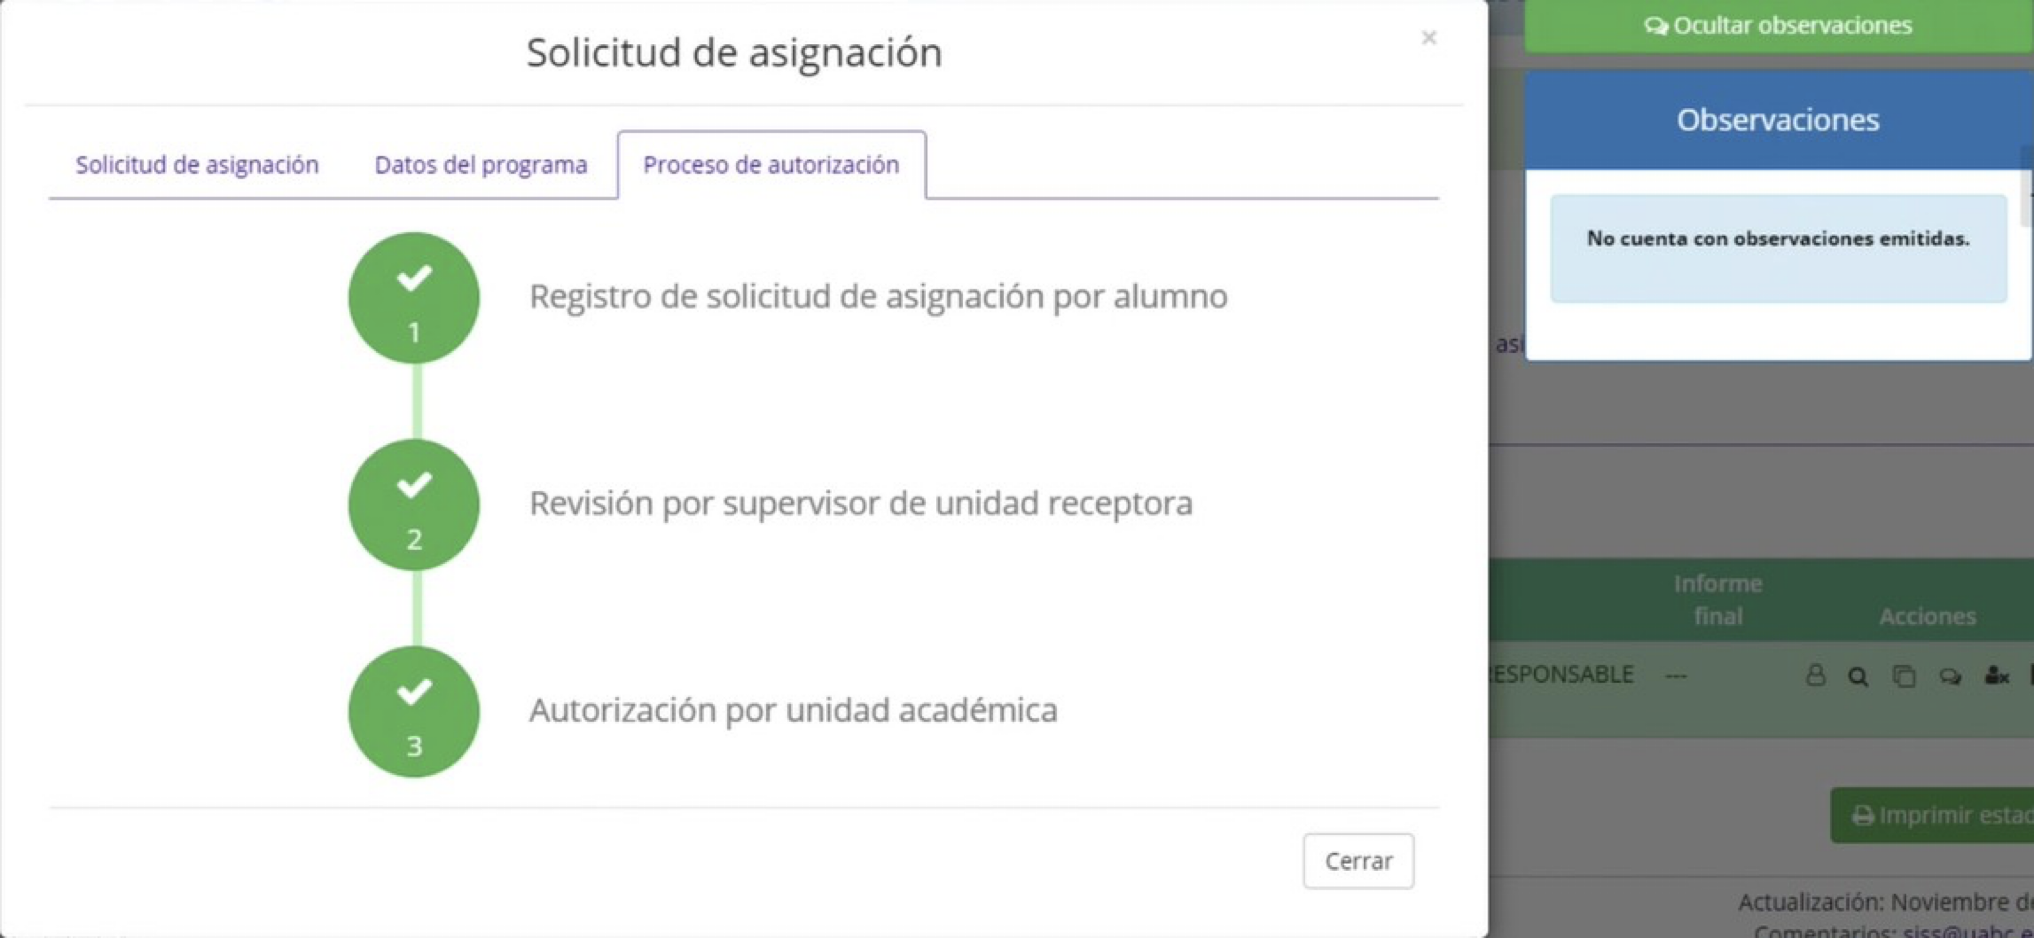 Solicitud de asignación
×
Solicitud de asignación
Datos del programa
Proceso de autorización
1
Registro de solicitud de asignación por alumno
2
Revisión por supervisor de unidad receptora
3
Autorización por unidad académica
Cerrar
Ocultar observaciones
Observaciones
No cuenta con observaciones emitidas.
asi
Informe
final
Acciones
RESPONSABLE
---
Imprimir estad
Actualización: Noviembre de
Comentarios: siss@uabc.e